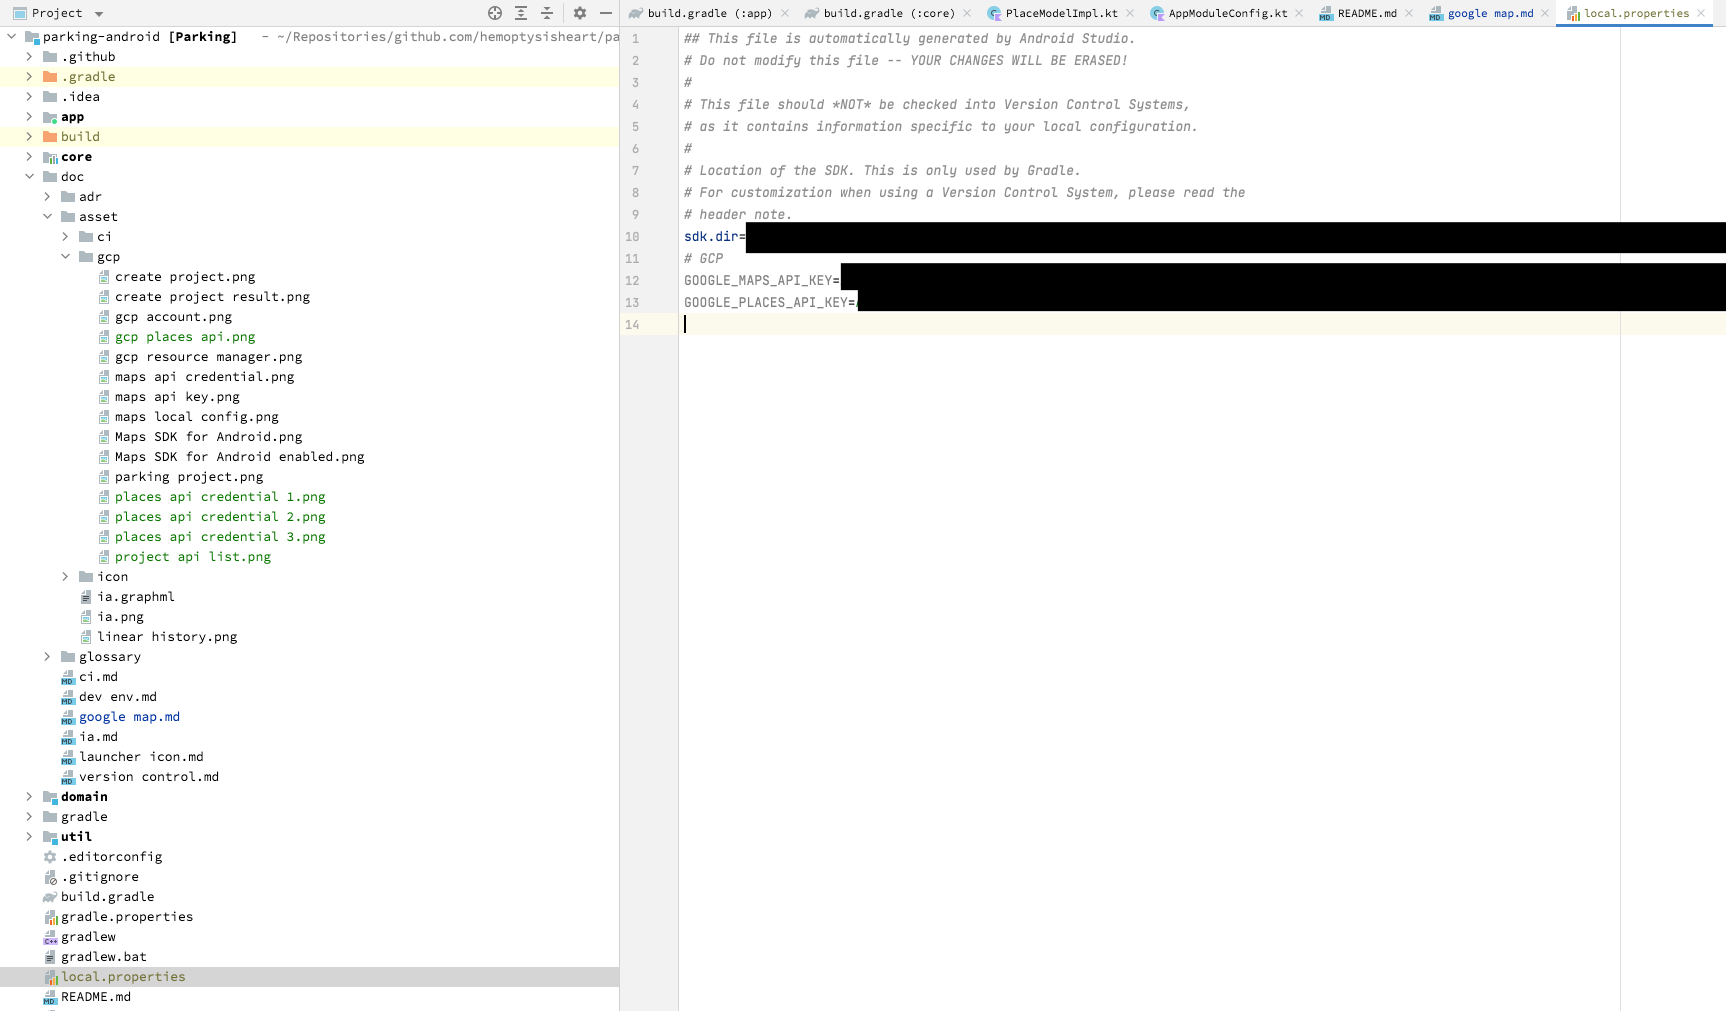 Project
parking-android [Parking] - ~/Repositories/github.com/hemoptysisheart/pa
.github
.gradle
.idea
app
build
core
doc
adr
asset
ci
gcp
create project.png
create project result.png
gcp account.png
gcp places api.png
gcp resource manager.png
maps api credential.png
maps api key.png
maps local config.png
Maps SDK for Android.png
Maps SDK for Android enabled.png
parking project.png
places api credential 1.png
places api credential 2.png
places api credential 3.png
project api list.png
icon
ia.graphml
ia.png
linear history.png
glossary
ci.md
dev env.md
google map.md
ia.md
launcher icon.md
version control.md
domain
gradle
util
.editorconfig
.gitignore
build.gradle
gradle.properties
gradlew
gradlew.bat
local.properties
README.md
build.gradle (:app)
build.gradle (:core)
PlaceModelImpl.kt
AppModuleConfig.kt
README.md
google map.md
local.properties
1 ## This file is automatically generated by Android Studio.
2 # Do not modify this file -- YOUR CHANGES WILL BE ERASED!
3 #
4 # This file should *NOT* be checked into Version Control Systems,
5 # as it contains information specific to your local configuration.
6 #
7 # Location of the SDK. This is only used by Gradle.
8 # For customization when using a Version Control System, please read the
9 # header note.
10 sdk.dir=
11 # GCP
12 GOOGLE_MAPS_API_KEY=
13 GOOGLE_PLACES_API_KEY=
14